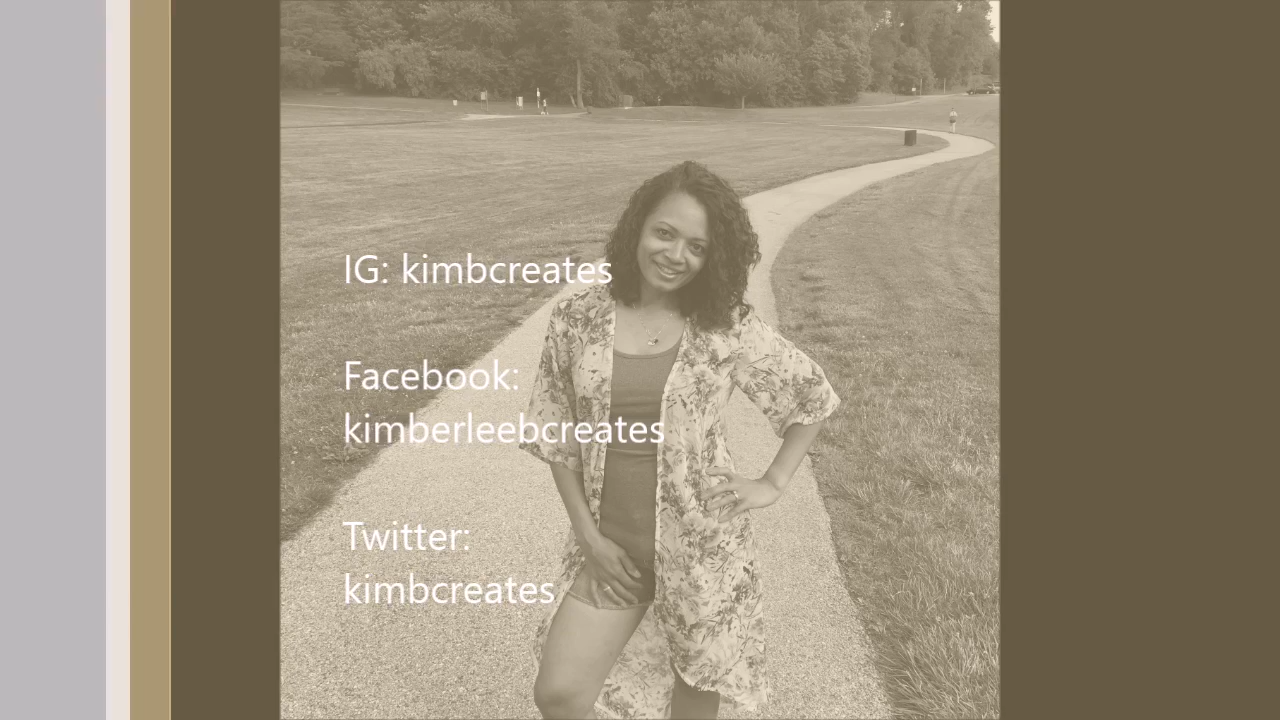 IG: kimbcreates
Facebook:
kimberleebcreates
Twitter:
kimbcreates